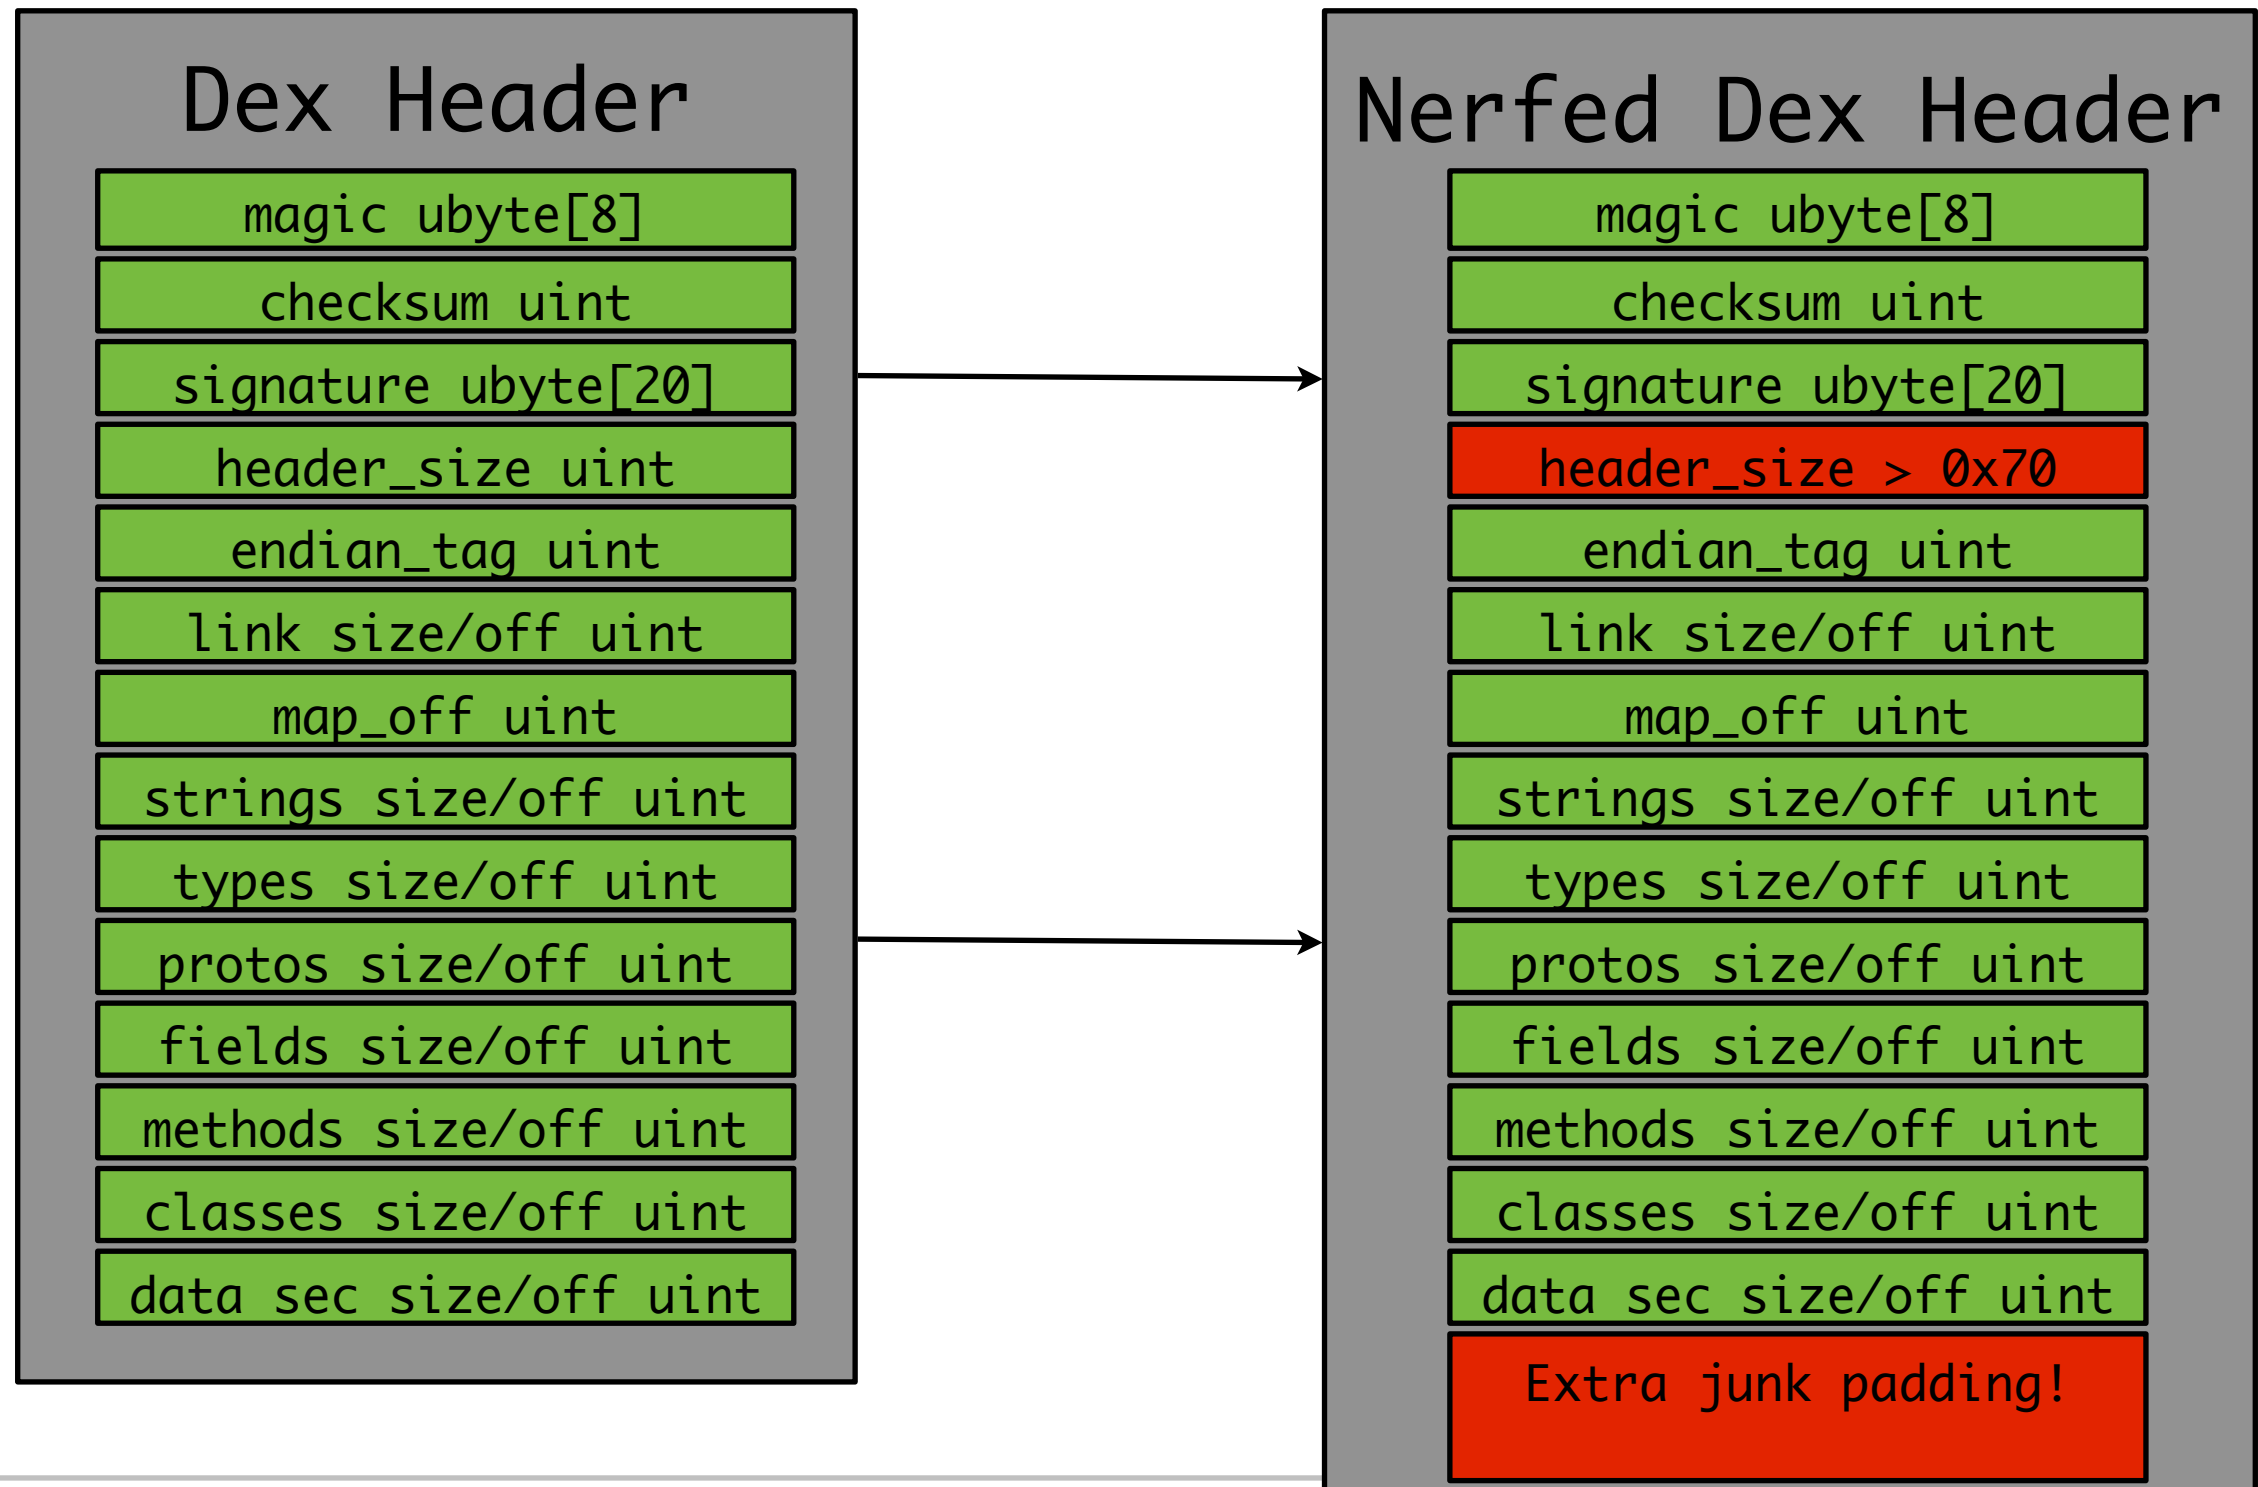 Dex Header
magic ubyte[8]
checksum uint
signature ubyte[20]
header_size uint
endian_tag uint
link size/off uint
map_off uint
strings size/off uint
types size/off uint
protos size/off uint
fields size/off uint
methods size/off uint
classes size/off uint
data sec size/off uint
Nerfed Dex Header
magic ubyte[8]
checksum uint
signature ubyte[20]
header_size > 0x70
endian_tag uint
link size/off uint
map_off uint
strings size/off uint
types size/off uint
protos size/off uint
fields size/off uint
methods size/off uint
classes size/off uint
data sec size/off uint
Extra junk padding!